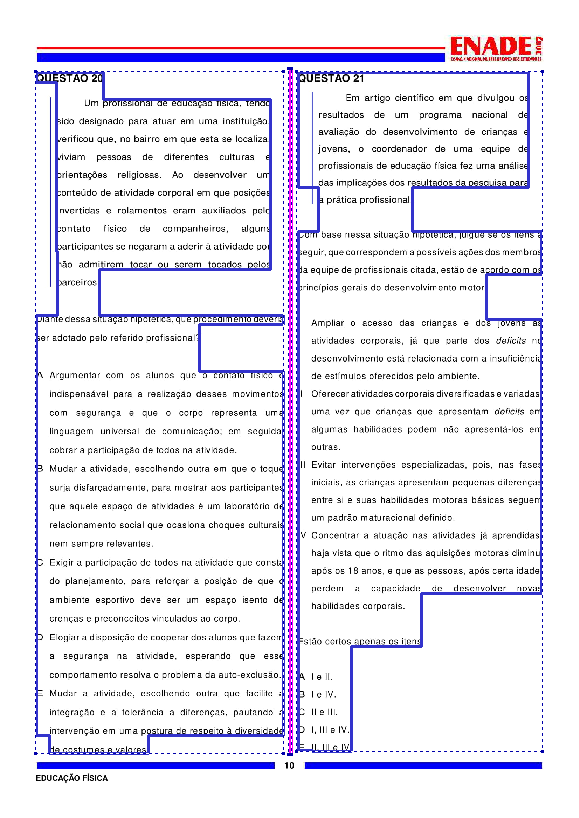 ENADE 2007
EXAME NACIONAL DE DESEMPENHO DOS ESTUDANTES
QUESTÃO 20
Um profissional de educação física, tendo
sido designado para atuar em uma instituição,
verificou que, no bairro em que esta se localiza,
viviam pessoas de diferentes culturas e
orientações religiosas. Ao desenvolver um
conteúdo de atividade corporal em que posições
invertidas e rolamentos eram auxiliados pelo
contato físico de companheiros, alguns
participantes se negaram a aderir à atividade por
não admitirem tocar ou serem tocados pelos
parceiros.
Diante dessa situação hipotética, que procedimento deverá
ser adotado pelo referido profissional?
A Argumentar com os alunos que o contato físico é
indispensável para a realização desses movimentos
com segurança e que o corpo representa uma
linguagem universal de comunicação; em seguida,
cobrar a participação de todos na atividade.
B Mudar a atividade, escolhendo outra em que o toque
surja disfarçadamente, para mostrar aos participantes
que aquele espaço de atividades é um laboratório de
relacionamento social que ocasiona choques culturais
nem sempre relevantes.
C Exigir a participação de todos na atividade que consta
do planejamento, para reforçar a posição de que o
ambiente esportivo deve ser um espaço isento de
crenças e preconceitos vinculados ao corpo.
D Elogiar a disposição de cooperar dos alunos que fazem
a segurança na atividade, esperando que esse
comportamento resolva o problema da auto-exclusão.
E Mudar a atividade, escolhendo outra que facilite a
integração e a tolerância a diferenças, pautando a
intervenção em uma postura de respeito à diversidade
de costumes e valores.
QUESTÃO 21
Em artigo científico em que divulgou os
resultados de um programa nacional de
avaliação do desenvolvimento de crianças e
jovens, o coordenador de uma equipe de
profissionais de educação física fez uma análise
das implicações dos resultados da pesquisa para
a prática profissional.
Com base nessa situação hipotética, julgue se os itens a
seguir, que correspondem a possíveis ações dos membros
da equipe de profissionais citada, estão de acordo com os
princípios gerais do desenvolvimento motor.
I Ampliar o acesso das crianças e dos jovens às
atividades corporais, já que parte dos deficits no
desenvolvimento está relacionada com a insuficiência
de estímulos oferecidos pelo ambiente.
II Oferecer atividades corporais diversificadas e variadas,
uma vez que crianças que apresentam deficits em
algumas habilidades podem não apresentá-los em
outras.
III Evitar intervenções especializadas, pois, nas fases
iniciais, as crianças apresentam pequenas diferenças
entre si e suas habilidades motoras básicas seguem
um padrão maturacional definido.
IV Concentrar a atuação nas atividades já aprendidas,
haja vista que o ritmo das aquisições motoras diminui
após os 18 anos, e que as pessoas, após certa idade,
perdem a capacidade de desenvolver novas
habilidades corporais.
Estão certos apenas os itens
A I e II.
B I e IV.
C II e III.
D I, III e IV.
E II, III e IV.
10
EDUCAÇÃO FÍSICA